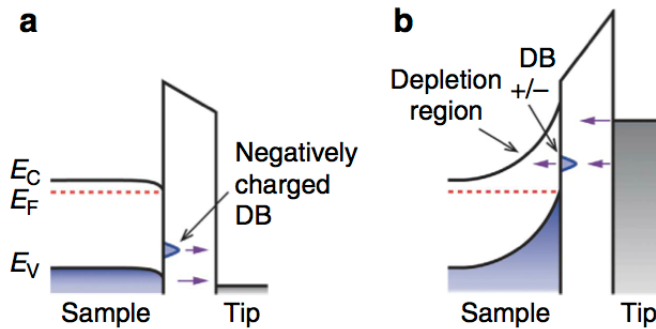 a
E_C
E_F
E_V
Negatively
charged
DB
Sample
Tip
b
DB
+/–
Depletion
region
Sample
Tip